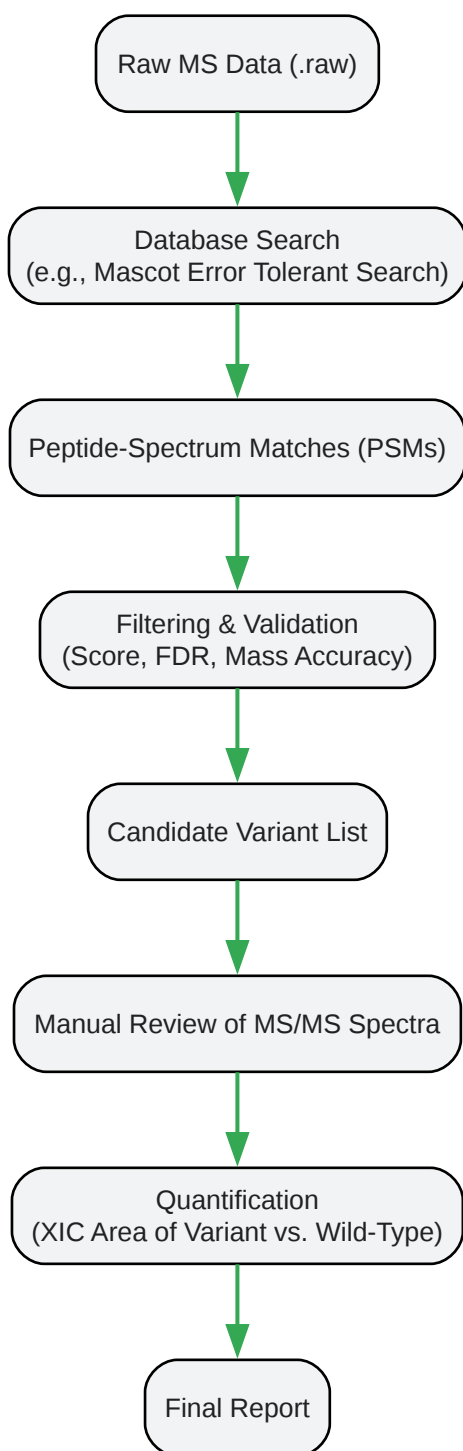 Raw MS Data (.raw)
Database Search
(e.g., Mascot Error Tolerant Search)
Peptide-Spectrum Matches (PSMs)
Filtering & Validation
(Score, FDR, Mass Accuracy)
Candidate Variant List
Manual Review of MS/MS Spectra
Quantification
(XIC Area of Variant vs. Wild-Type)
Final Report